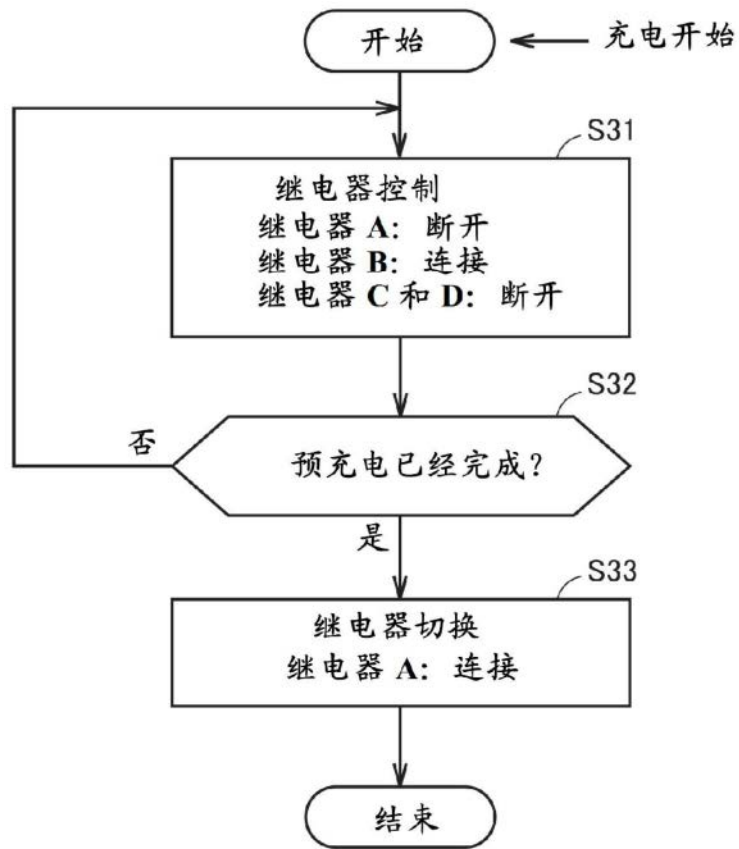 开始
充电开始
S31
继电器控制
继电器 A: 断开
继电器 B: 连接
继电器 C 和 D: 断开
S32
否
预充电已经完成?
是
S33
继电器切换
继电器 A: 连接
结束